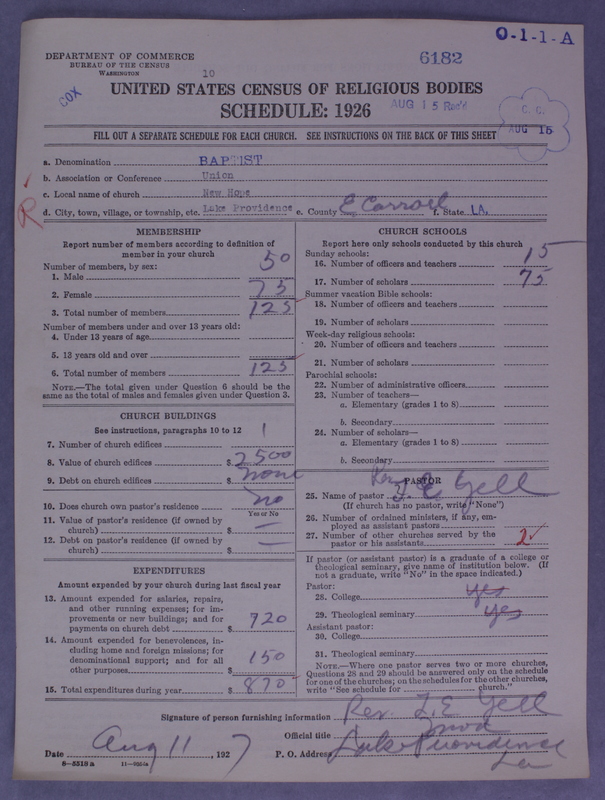 O-1-1-A
DEPARTMENT OF COMMERCE
BUREAU OF THE CENSUS
WASHINGTON
6182
10
COX
UNITED STATES CENSUS OF RELIGIOUS BODIES
SCHEDULE: 1926
AUG 15 Rec'd
C. C.
AUG 15
FILL OUT A SEPARATE SCHEDULE FOR EACH CHURCH. SEE INSTRUCTIONS ON THE BACK OF THIS SHEET
a. Denomination BAPTIST
b. Association or Conference Union
c. Local name of church New Hope
R
d. City, town, village, or township, etc. Lake Providence e. County E Carroll f. State LA.
MEMBERSHIP
Report number of members according to definition of
member in your church
Number of members, by sex:
1. Male 50
2. Female 75
3. Total number of members 125
Number of members under and over 13 years old:
4. Under 13 years of age
5. 13 years old and over
6. Total number of members 125
NOTE.—The total given under Question 6 should be the
same as the total of males and females given under Question 3.
CHURCH BUILDINGS
See instructions, paragraphs 10 to 12
7. Number of church edifices 1
8. Value of church edifices $ 2500
9. Debt on church edifices $ none
10. Does church own pastor's residence no
Yes or No
11. Value of pastor's residence (if owned by
church) $ —
12. Debt on pastor's residence (if owned by
church) $ —
EXPENDITURES
Amount expended by your church during last fiscal year
13. Amount expended for salaries, repairs,
and other running expenses; for im-
provements or new buildings; and for
payments on church debt $ 720
14. Amount expended for benevolences, in-
cluding home and foreign missions; for
denominational support; and for all
other purposes $ 150
15. Total expenditures during year $ 870
CHURCH SCHOOLS
Report here only schools conducted by this church
Sunday schools:
16. Number of officers and teachers 15
17. Number of scholars 75
Summer vacation Bible schools:
18. Number of officers and teachers
19. Number of scholars
Week-day religious schools:
20. Number of officers and teachers
21. Number of scholars
Parochial schools:
22. Number of administrative officers
23. Number of teachers—
a. Elementary (grades 1 to 8)
b. Secondary
24. Number of scholars—
a. Elementary (grades 1 to 8)
b. Secondary
PASTOR
25. Name of pastor Rev. I. E. Yell
(If church has no pastor, write "None")
26. Number of ordained ministers, if any, em-
ployed as assistant pastors
27. Number of other churches served by the
pastor or his assistants 2
If pastor (or assistant pastor) is a graduate of a college or
theological seminary, give name of institution below. (If
not a graduate, write "No" in the space indicated.)
Pastor:
28. College yes
29. Theological seminary yes
Assistant pastor:
30. College
31. Theological seminary
NOTE.—Where one pastor serves two or more churches,
Questions 28 and 29 should be answered only on the schedule
for one of the churches; on the schedules for the other churches,
write "See schedule for church."
Signature of person furnishing information Rev. I. E. Yell
Official title mod
Date Aug 11, 1927 P. O. Address Lake Providence
La
8—5518a